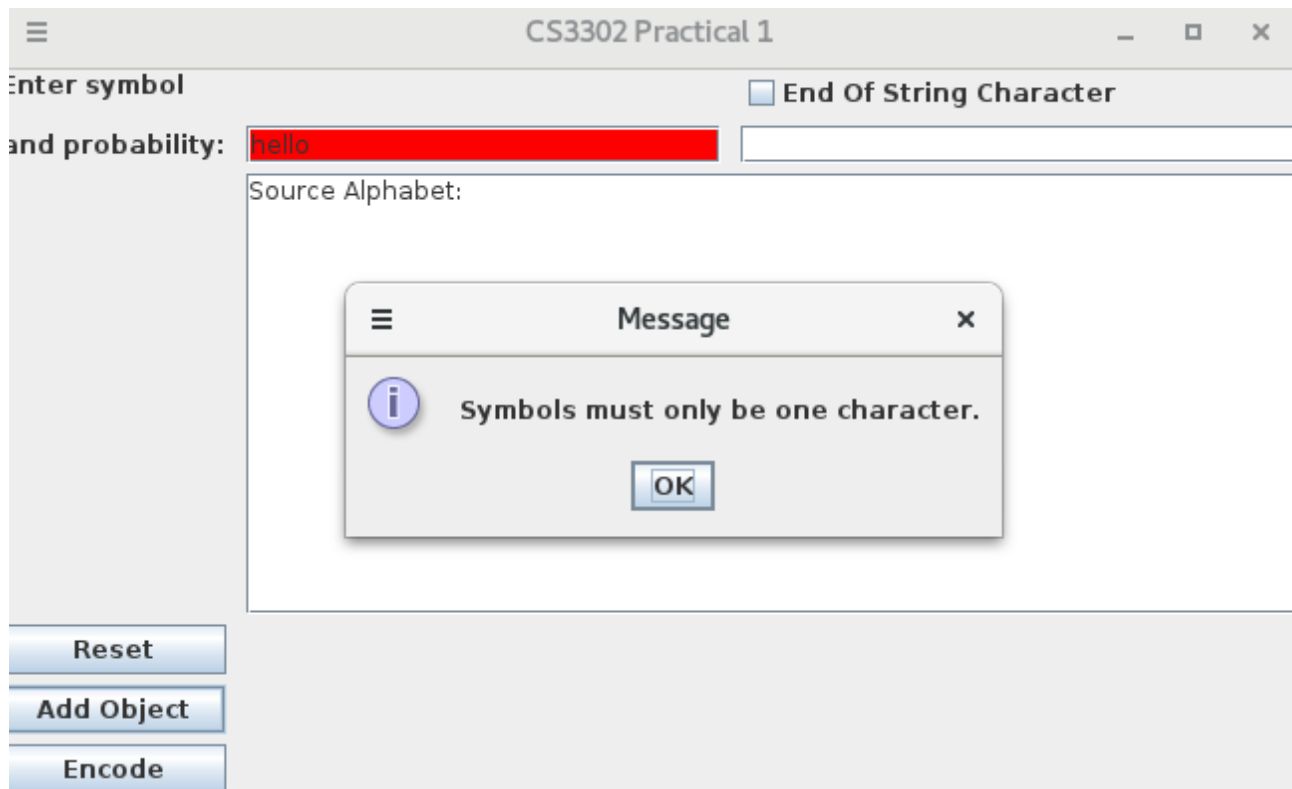 CS3302 Practical 1
Enter symbol
End Of String Character
and probability:
hello
Source Alphabet:
Message
Symbols must only be one character.
OK
Reset
Add Object
Encode